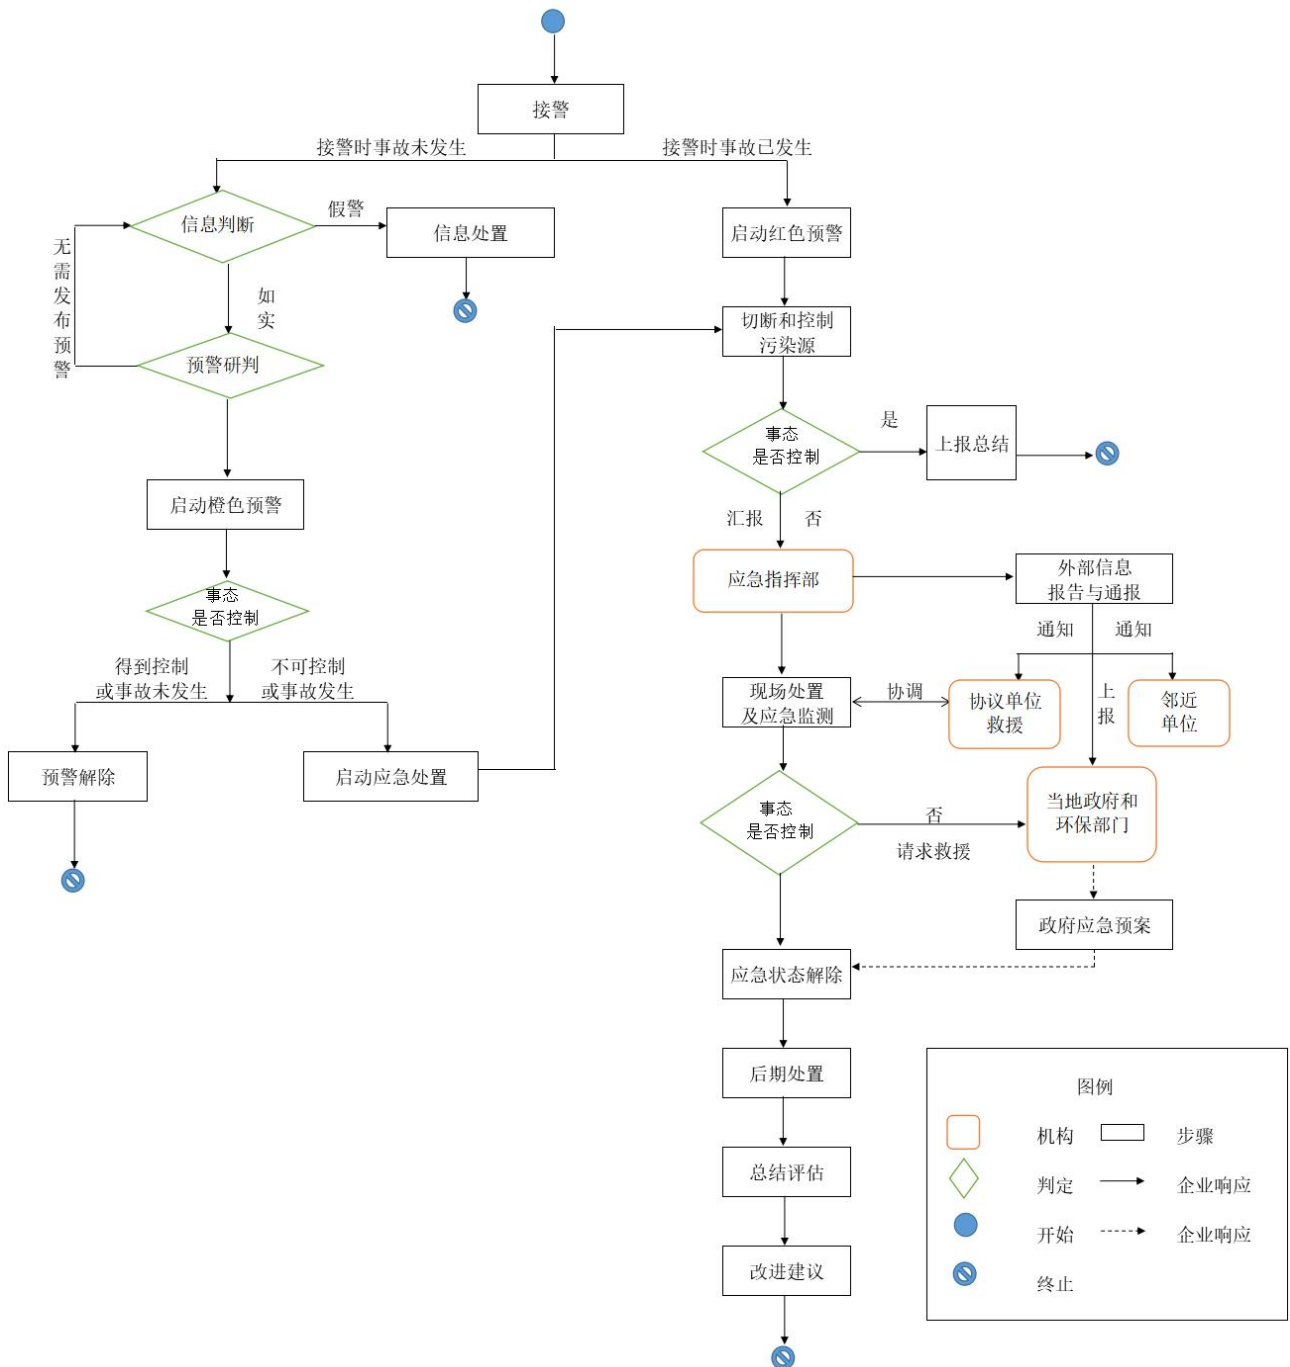 接警
接警时事故未发生
接警时事故已发生
信息判断
假警
信息处置
启动红色预警
无需发布预警
如实
切断和控制
污染源
预警研判
事态
是否控制
是
上报总结
启动橙色预警
汇报
否
应急指挥部
外部信息
报告与通报
事态
是否控制
通知
通知
得到控制
或事故未发生
不可控制
或事故发生
现场处置
及应急监测
协调
协议单位
救援
上报
邻近
单位
预警解除
启动应急处置
事态
是否控制
否
请求救援
当地政府和
环保部门
政府应急预案
应急状态解除
后期处置
总结评估
改进建议
图例
机构
步骤
判定
企业响应
开始
企业响应
终止